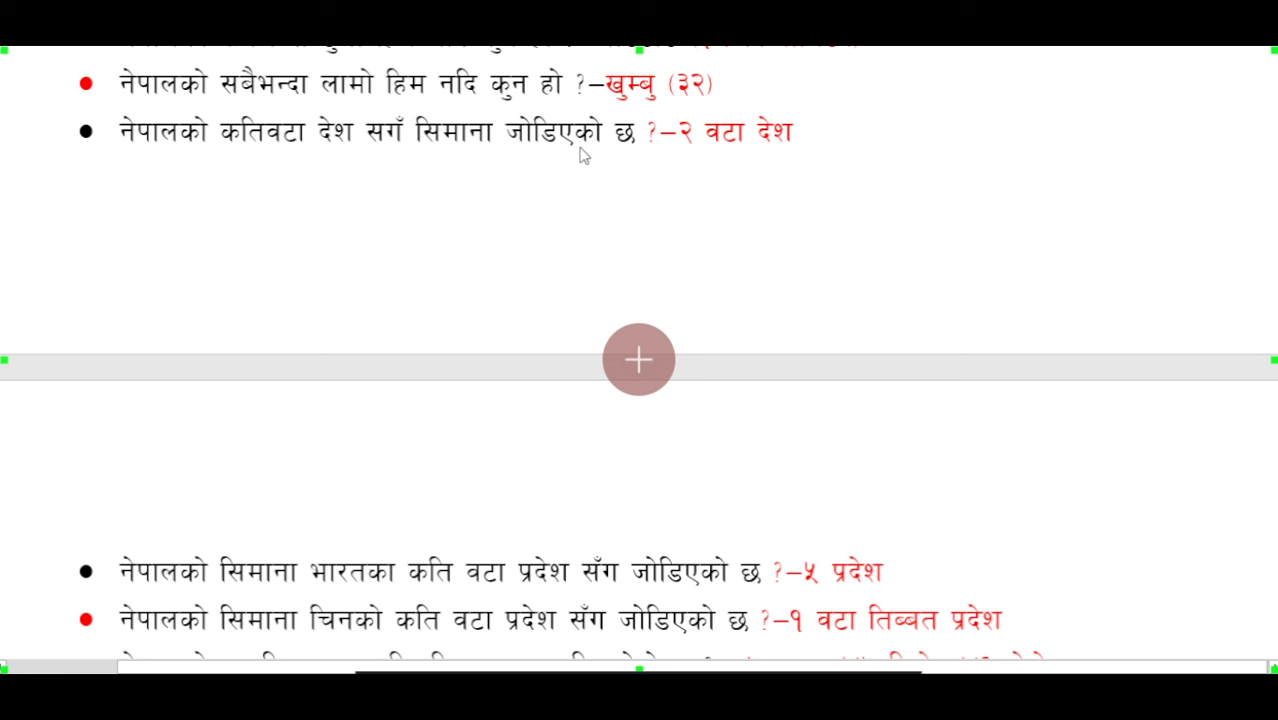 नेपालको सबैभन्दा लामो हिम नदि कुन हो ?–खुम्बु (३२)
नेपालको कतिवटा देश सगँ सिमाना जोडिएको छ ?–२ वटा देश
नेपालको सिमाना भारतका कति वटा प्रदेश सँग जोडिएको छ ?–५ प्रदेश
नेपालको सिमाना चिनको कति वटा प्रदेश सँग जोडिएको छ ?–१ वटा तिब्बत प्रदेश